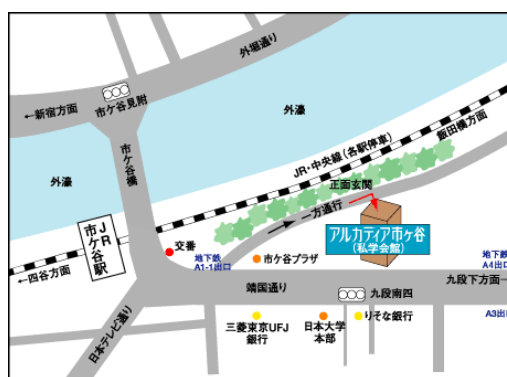 外堀通り
←新宿方面
市ケ谷見附
外濠
飯田橋方面
市ケ谷橋
JR・中央線（各駅停車）
外濠
正面玄関
一方通行
JR
市ケ谷駅
交番
アルカディア市ヶ谷
（私学会館）
地下鉄
A1-1出口
市ケ谷プラザ
地下鉄
A4出口
←四谷方面
靖国通り
九段下方面→
九段南四
日本テレビ通り
三菱東京UFJ
銀行
日本大学
本部
りそな銀行
A3出口